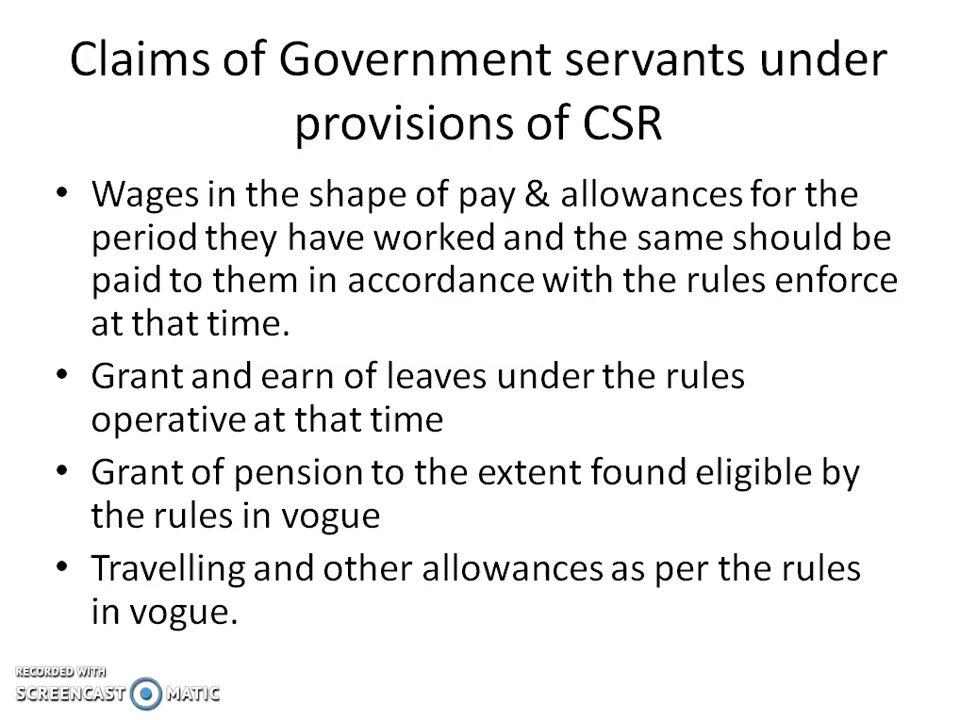 Claims of Government servants under
provisions of CSR
• Wages in the shape of pay & allowances for the
period they have worked and the same should be
paid to them in accordance with the rules enforce
at that time.
• Grant and earn of leaves under the rules
operative at that time
• Grant of pension to the extent found eligible by
the rules in vogue
• Travelling and other allowances as per the rules
in vogue.
RECORDED WITH
SCREENCAST MATIC